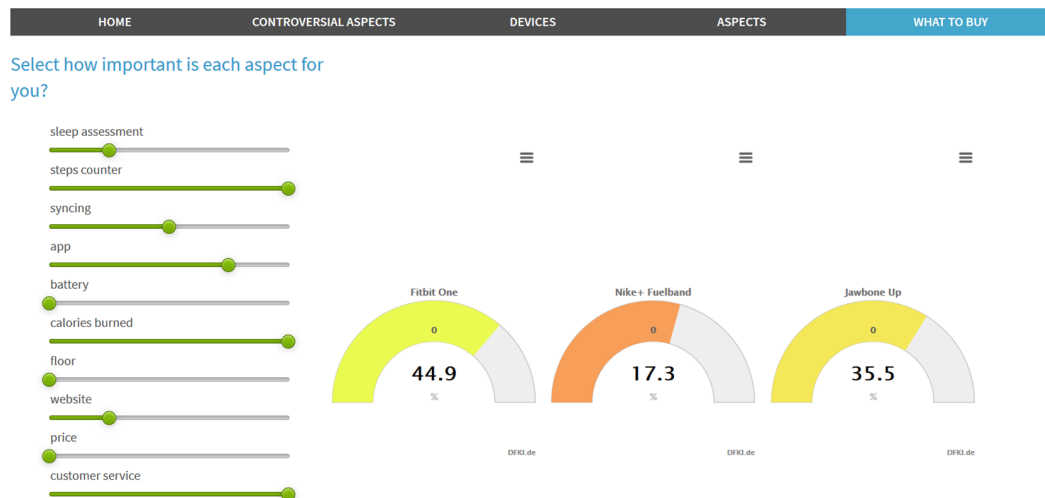 HOME CONTROVERSIAL ASPECTS DEVICES ASPECTS WHAT TO BUY
Select how important is each aspect for
you?
sleep assessment
steps counter
syncing
app
battery
calories burned
floor
website
price
customer service
Fitbit One
0
44.9
%
DFKI.de
Nike+ Fuelband
0
17.3
%
DFKI.de
Jawbone Up
0
35.5
%
DFKI.de